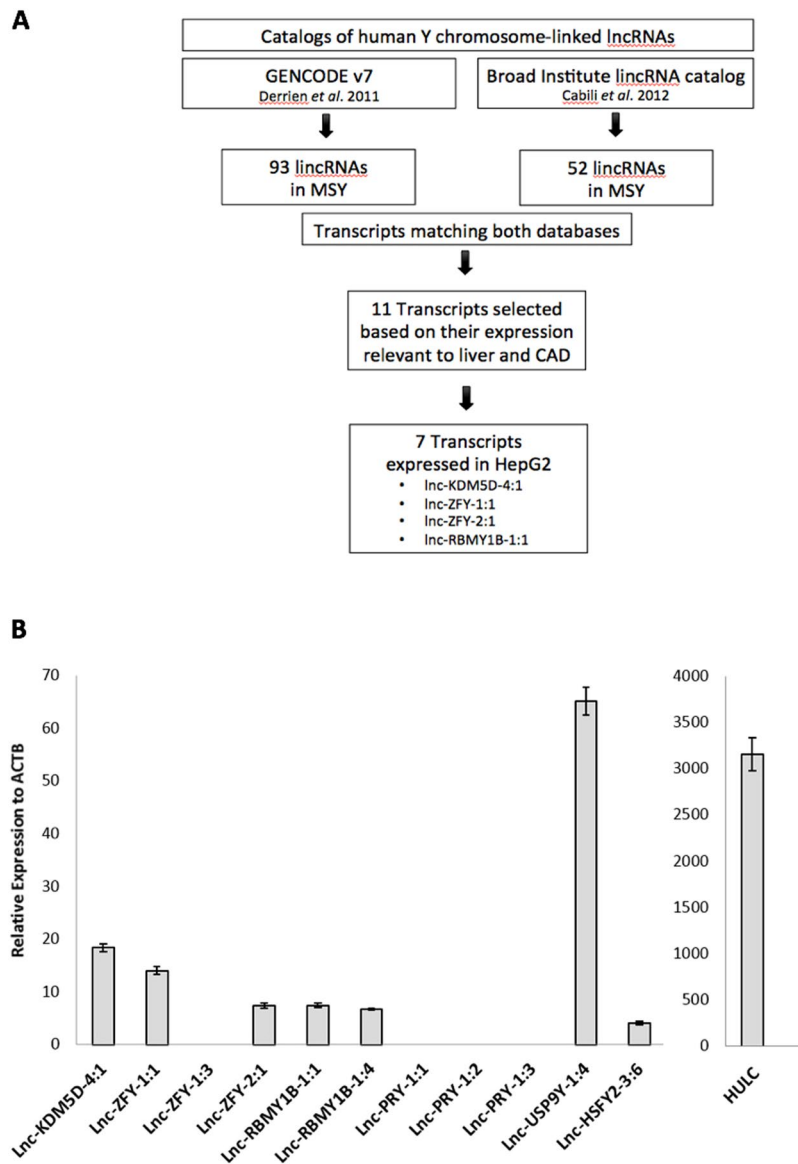 A
Catalogs of human Y chromosome-linked lncRNAs
GENCODE v7
Derrien et al. 2011
Broad Institute lincRNA catalog
Cabili et al. 2012
93 lincRNAs
in MSY
52 lincRNAs
in MSY
Transcripts matching both databases
11 Transcripts selected
based on their expression
relevant to liver and CAD
7 Transcripts
expressed in HepG2
• lnc-KDM5D-4:1
• lnc-ZFY-1:1
• lnc-ZFY-2:1
• lnc-RBMY1B-1:1
B
Relative Expression to ACTB
70
60
50
40
30
20
10
0
Lnc-KDM5D-4:1
Lnc-ZFY-1:1
Lnc-ZFY-1:3
Lnc-ZFY-2:1
Lnc-RBMY1B-1:1
Lnc-RBMY1B-1:4
Lnc-PRY-1:1
Lnc-PRY-1:2
Lnc-PRY-1:3
Lnc-USP9Y-1:4
Lnc-HSFY2-3:6
4000
3500
3000
2500
2000
1500
1000
500
0
HULC